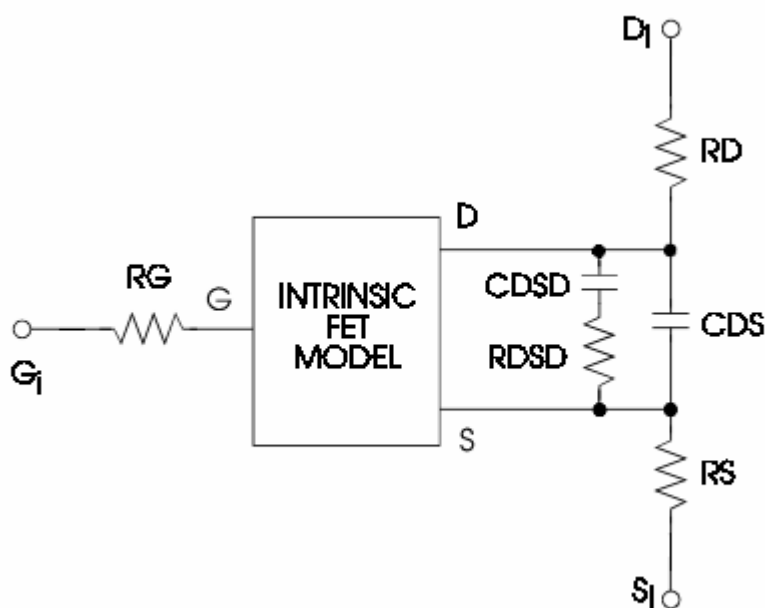 Di
RD
D
RG
G
INTRINSIC
FET
MODEL
CDSD
CDS
RDSD
Gi
S
RS
Si